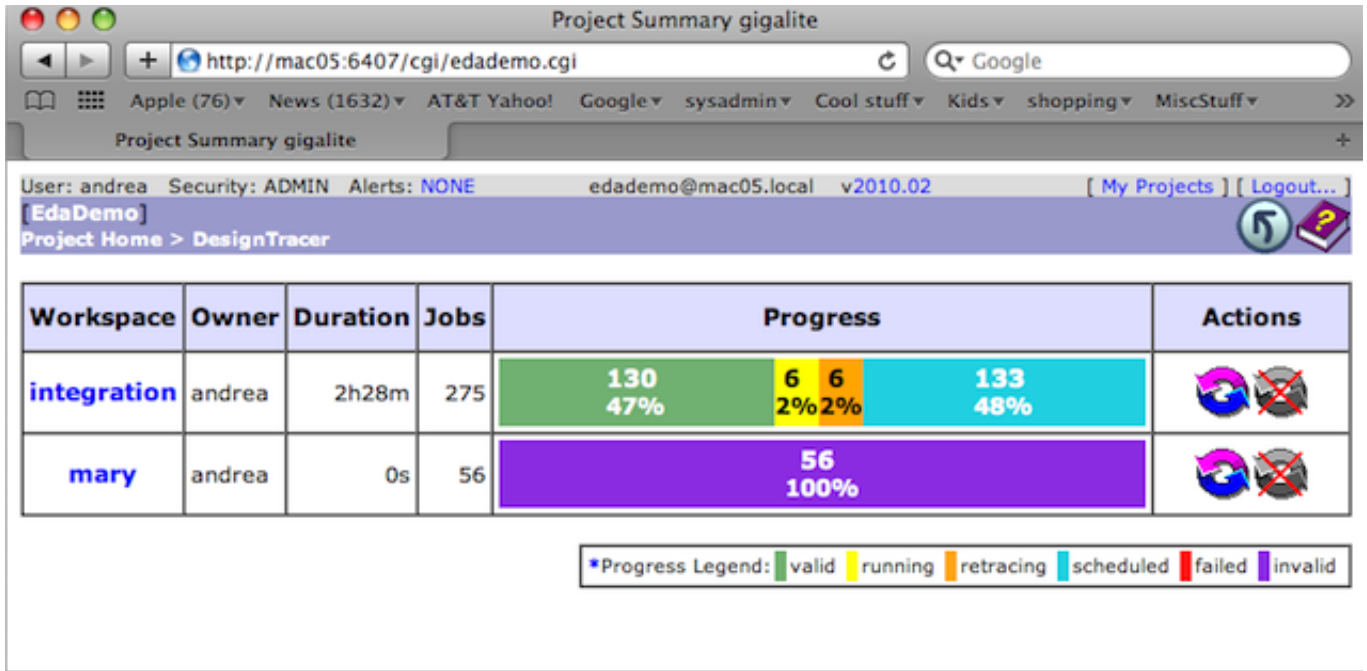 Project Summary gigalite
http://mac05:6407/cgi/edademo.cgi
Google
Apple (76) News (1632) AT&T Yahoo! Google sysadmin Cool stuff Kids shopping MiscStuff >>
Project Summary gigalite +
User: andrea Security: ADMIN Alerts: NONE edademo@mac05.local v2010.02 [ My Projects ] [ Logout... ]
[EdaDemo]
Project Home > DesignTracer
Workspace Owner Duration Jobs Progress Actions
integration andrea 2h28m 275 130 6 6 133
47% 2% 2% 48%
mary andrea 0s 56 56
100%
*Progress Legend: valid running retracing scheduled failed invalid